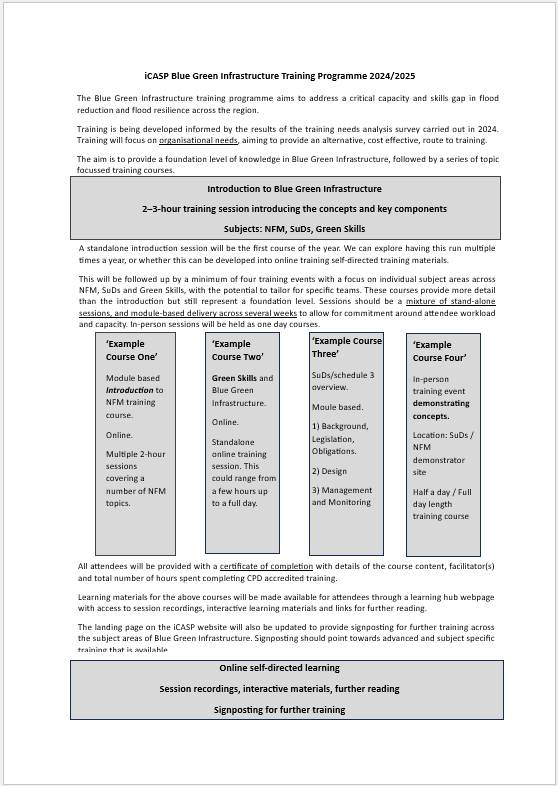 iCASP Blue Green Infrastructure Training Programme 2024/2025
The Blue Green Infrastructure training programme aims to address a critical capacity and skills gap in flood
reduction and flood resilience across the region.
Training is being developed informed by the results of the training needs analysis survey carried out in 2024.
Training will focus on organisational needs, aiming to provide an alternative, cost effective, route to training.
The aim is to provide a foundation level of knowledge in Blue Green Infrastructure, followed by a series of topic
focussed training courses.
Introduction to Blue Green Infrastructure
2–3-hour training session introducing the concepts and key components
Subjects: NFM, SuDs, Green Skills
A standalone introduction session will be the first course of the year. We can explore having this run multiple
times a year, or whether this can be developed into online training self-directed training materials.
This will be followed up by a minimum of four training events with a focus on individual subject areas across
NFM, SuDs and Green Skills, with the potential to tailor for specific teams. These courses provide more detail
than the introduction but still represent a foundation level. Sessions should be a mixture of stand-alone
sessions, and module-based delivery across several weeks to allow for commitment around attendee workload
and capacity. In-person sessions will be held as one day courses.
‘Example
Course One’
Module based
Introduction to
NFM training
course.
Online.
Multiple 2-hour
sessions
covering a
number of NFM
topics.
‘Example
Course Two’
Green Skills and
Blue Green
Infrastructure.
Online.
Standalone
online training
session. This
could range from
a few hours up
to a full day.
‘Example Course
Three’
SuDs/schedule 3
overview.
Moule based.
1) Background,
Legislation,
Obligations.
2) Design
3) Management
and Monitoring
‘Example
Course Four’
In-person
training event
demonstrating
concepts.
Location: SuDs /
NFM
demonstrator
site
Half a day / Full
day length
training course
All attendees will be provided with a certificate of completion with details of the course content, facilitator(s)
and total number of hours spent completing CPD accredited training.
Learning materials for the above courses will be made available for attendees through a learning hub webpage
with access to session recordings, interactive learning materials and links for further reading.
The landing page on the iCASP website will also be updated to provide signposting for further training across
the subject areas of Blue Green Infrastructure. Signposting should point towards advanced and subject specific
training that is available
Online self-directed learning
Session recordings, interactive materials, further reading
Signposting for further training